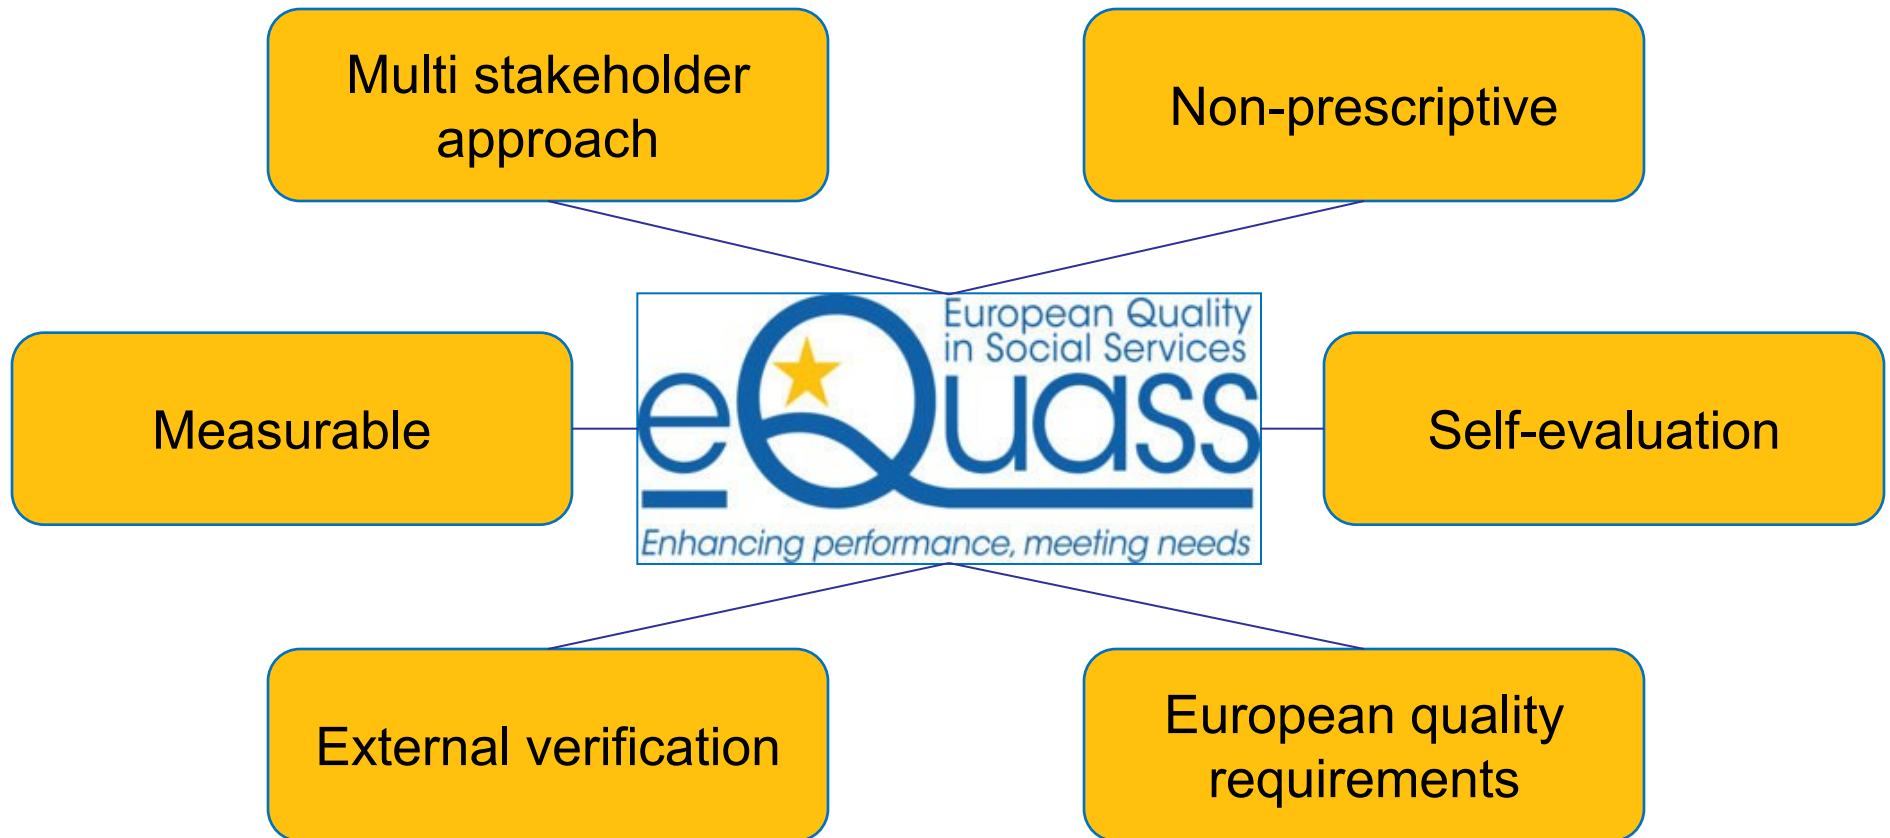 Multi stakeholder
approach
Non-prescriptive
European Quality
in Social Services
eQuass
Enhancing performance, meeting needs
Measurable
Self-evaluation
External verification
European quality
requirements